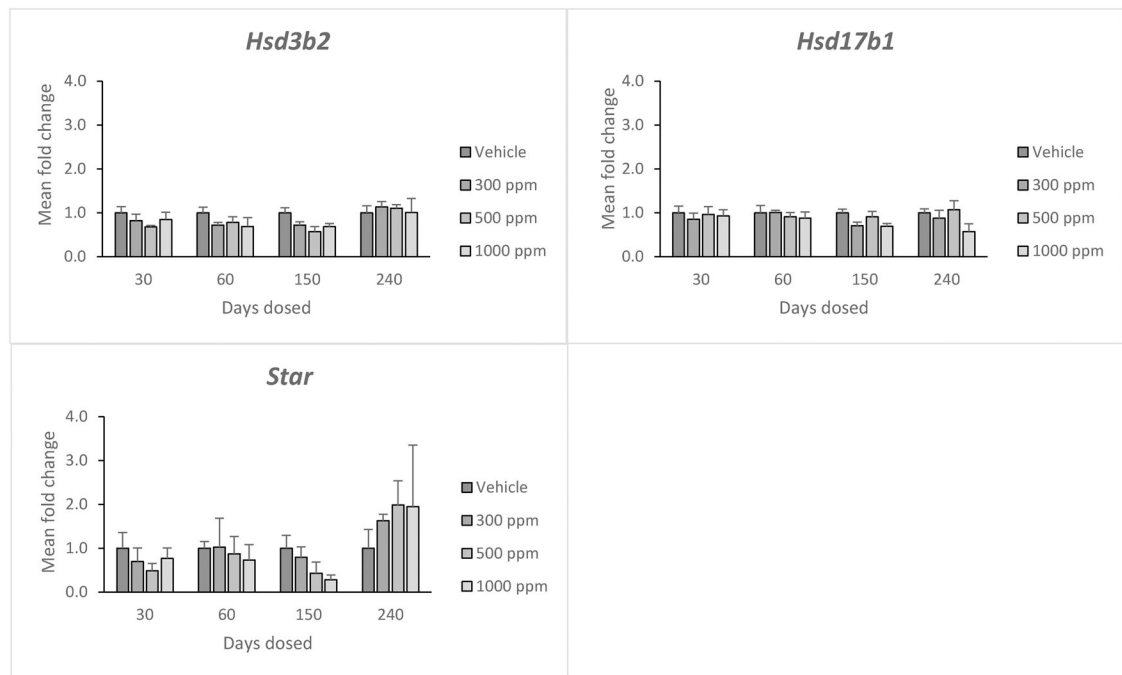 Hsd3b2
Mean fold change
4.0
3.0
2.0
1.0
0.0
30 60 150 240
Days dosed
Vehicle
300 ppm
500 ppm
1000 ppm
Hsd17b1
Mean fold change
4.0
3.0
2.0
1.0
0.0
30 60 150 240
Days dosed
Vehicle
300 ppm
500 ppm
1000 ppm
Star
Mean fold change
4.0
3.0
2.0
1.0
0.0
30 60 150 240
Days dosed
Vehicle
300 ppm
500 ppm
1000 ppm